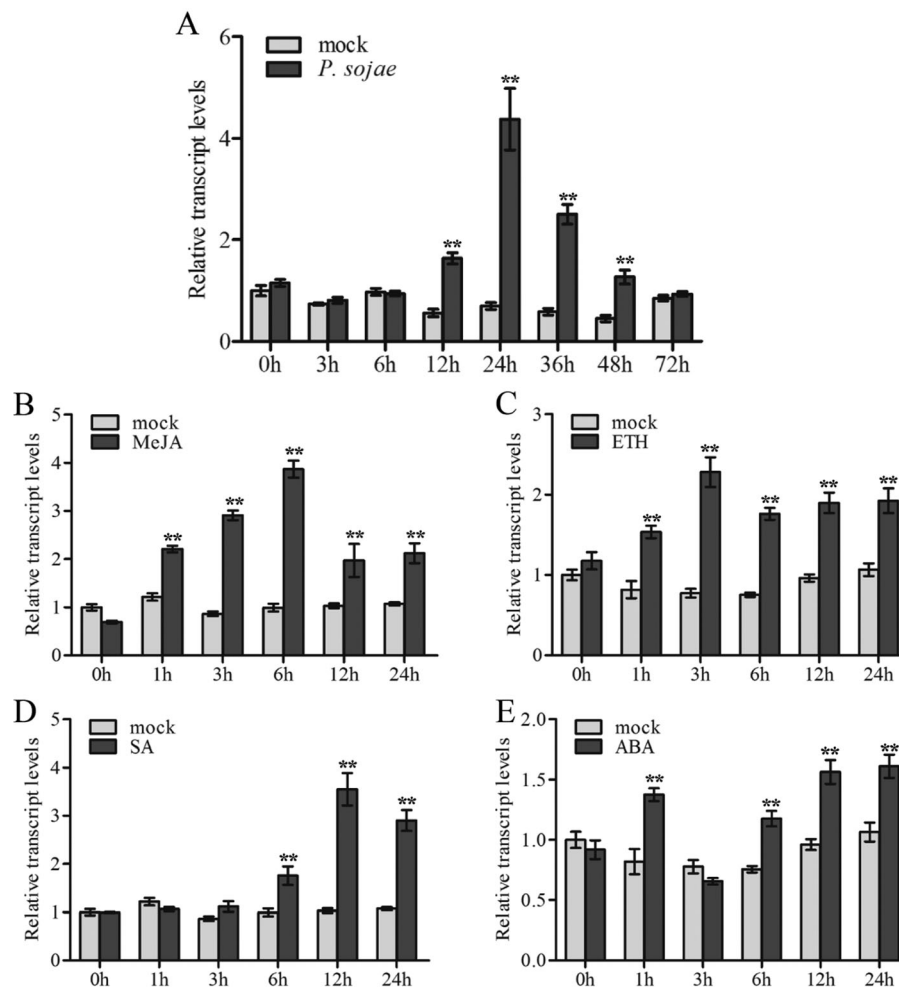 A
mock
P. sojae
Relative transcript levels
6
4
2
0
**
**
**
**
0h 3h 6h 12h 24h 36h 48h 72h
B
mock
MeJA
Relative transcript levels
5
4
3
2
1
0
**
**
**
**
**
0h 1h 3h 6h 12h 24h
C
mock
ETH
Relative transcript levels
3
2
1
0
**
**
**
**
**
0h 1h 3h 6h 12h 24h
D
mock
SA
Relative transcript levels
5
4
3
2
1
0
**
**
**
0h 1h 3h 6h 12h 24h
E
mock
ABA
Relative transcript levels
2.0
1.5
1.0
0.5
0.0
**
**
**
**
0h 1h 3h 6h 12h 24h